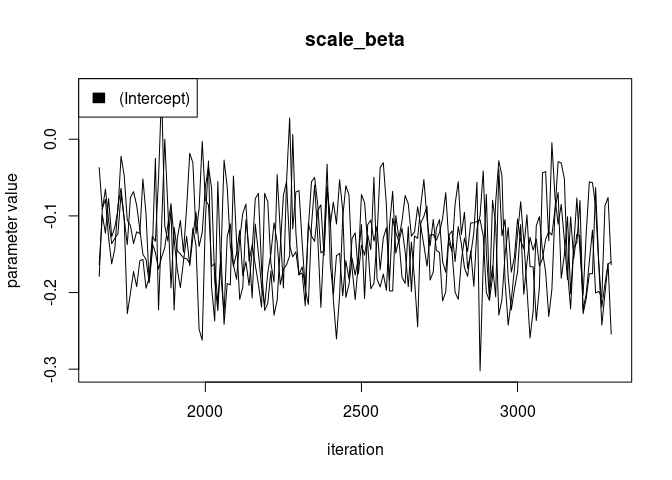 scale_beta
(Intercept)
0.0
-0.1
-0.2
-0.3
parameter value
2000 2500 3000
iteration